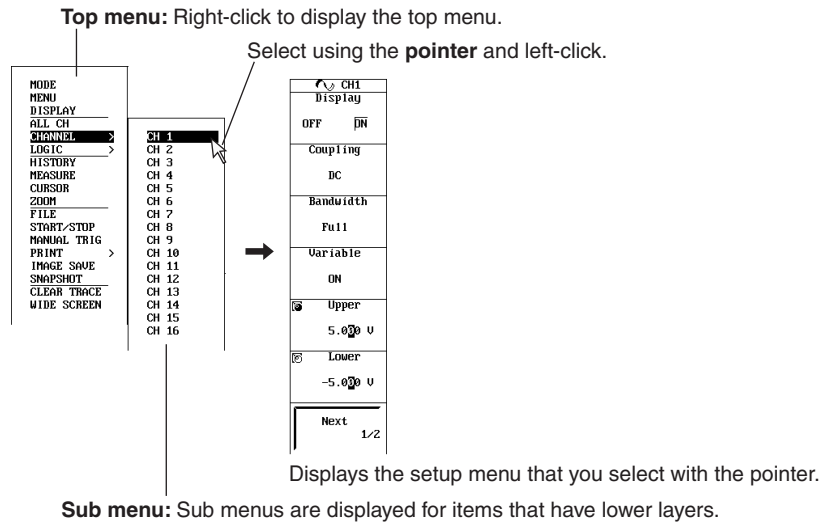 Top menu: Right-click to display the top menu.
Select using the pointer and left-click.
MODE
MENU
DISPLAY
ALL CH
CHANNEL >
LOGIC >
HISTORY
MEASURE
CURSOR
ZOOM
FILE
START/STOP
MANUAL TRIG
PRINT >
IMAGE SAVE
SNAPSHOT
CLEAR TRACE
WIDE SCREEN
CH 1
CH 2
CH 3
CH 4
CH 5
CH 6
CH 7
CH 8
CH 9
CH 10
CH 11
CH 12
CH 13
CH 14
CH 15
CH 16
CH1
Display
OFF ON
Coupling
DC
Bandwidth
Full
Variable
ON
Upper
5.000 V
Lower
-5.000 V
Next
1/2
Displays the setup menu that you select with the pointer.
Sub menu: Sub menus are displayed for items that have lower layers.